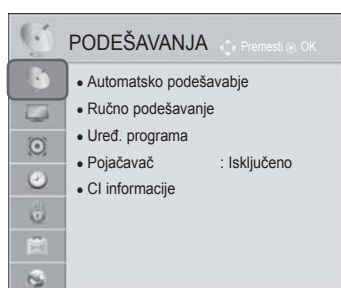 PODEŠAVANJA Premesti OK
• Automatsko podešavabje
• Ručno podešavanje
• Uređ. programa
• Pojačavač : Isključeno
• CI informacije